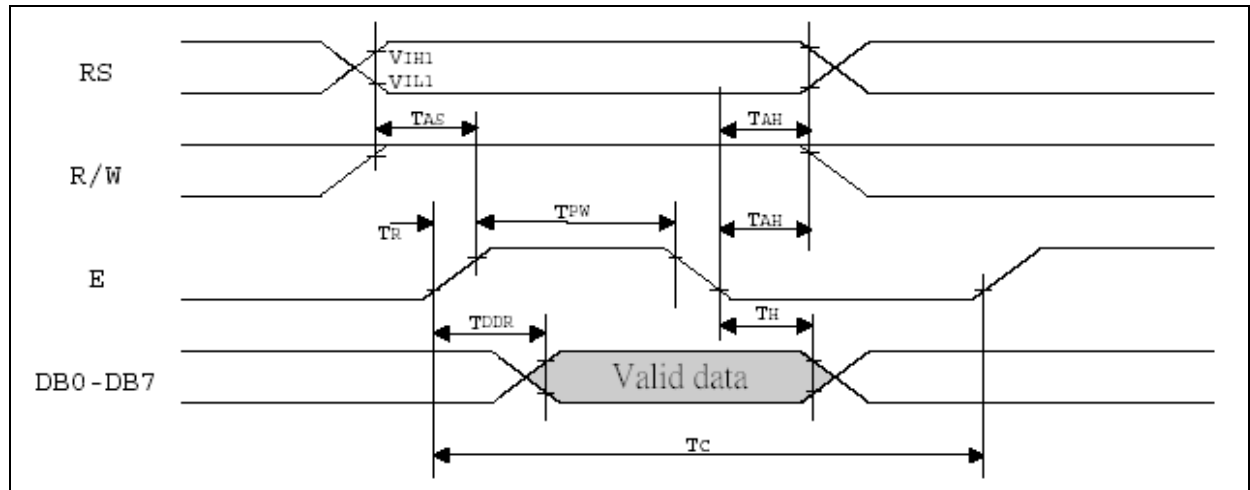 RS
VIH1
VIL1
TAS
TAH
R/W
TPW
TAH
TR
E
TDDR
TH
DB0-DB7
Valid data
TC